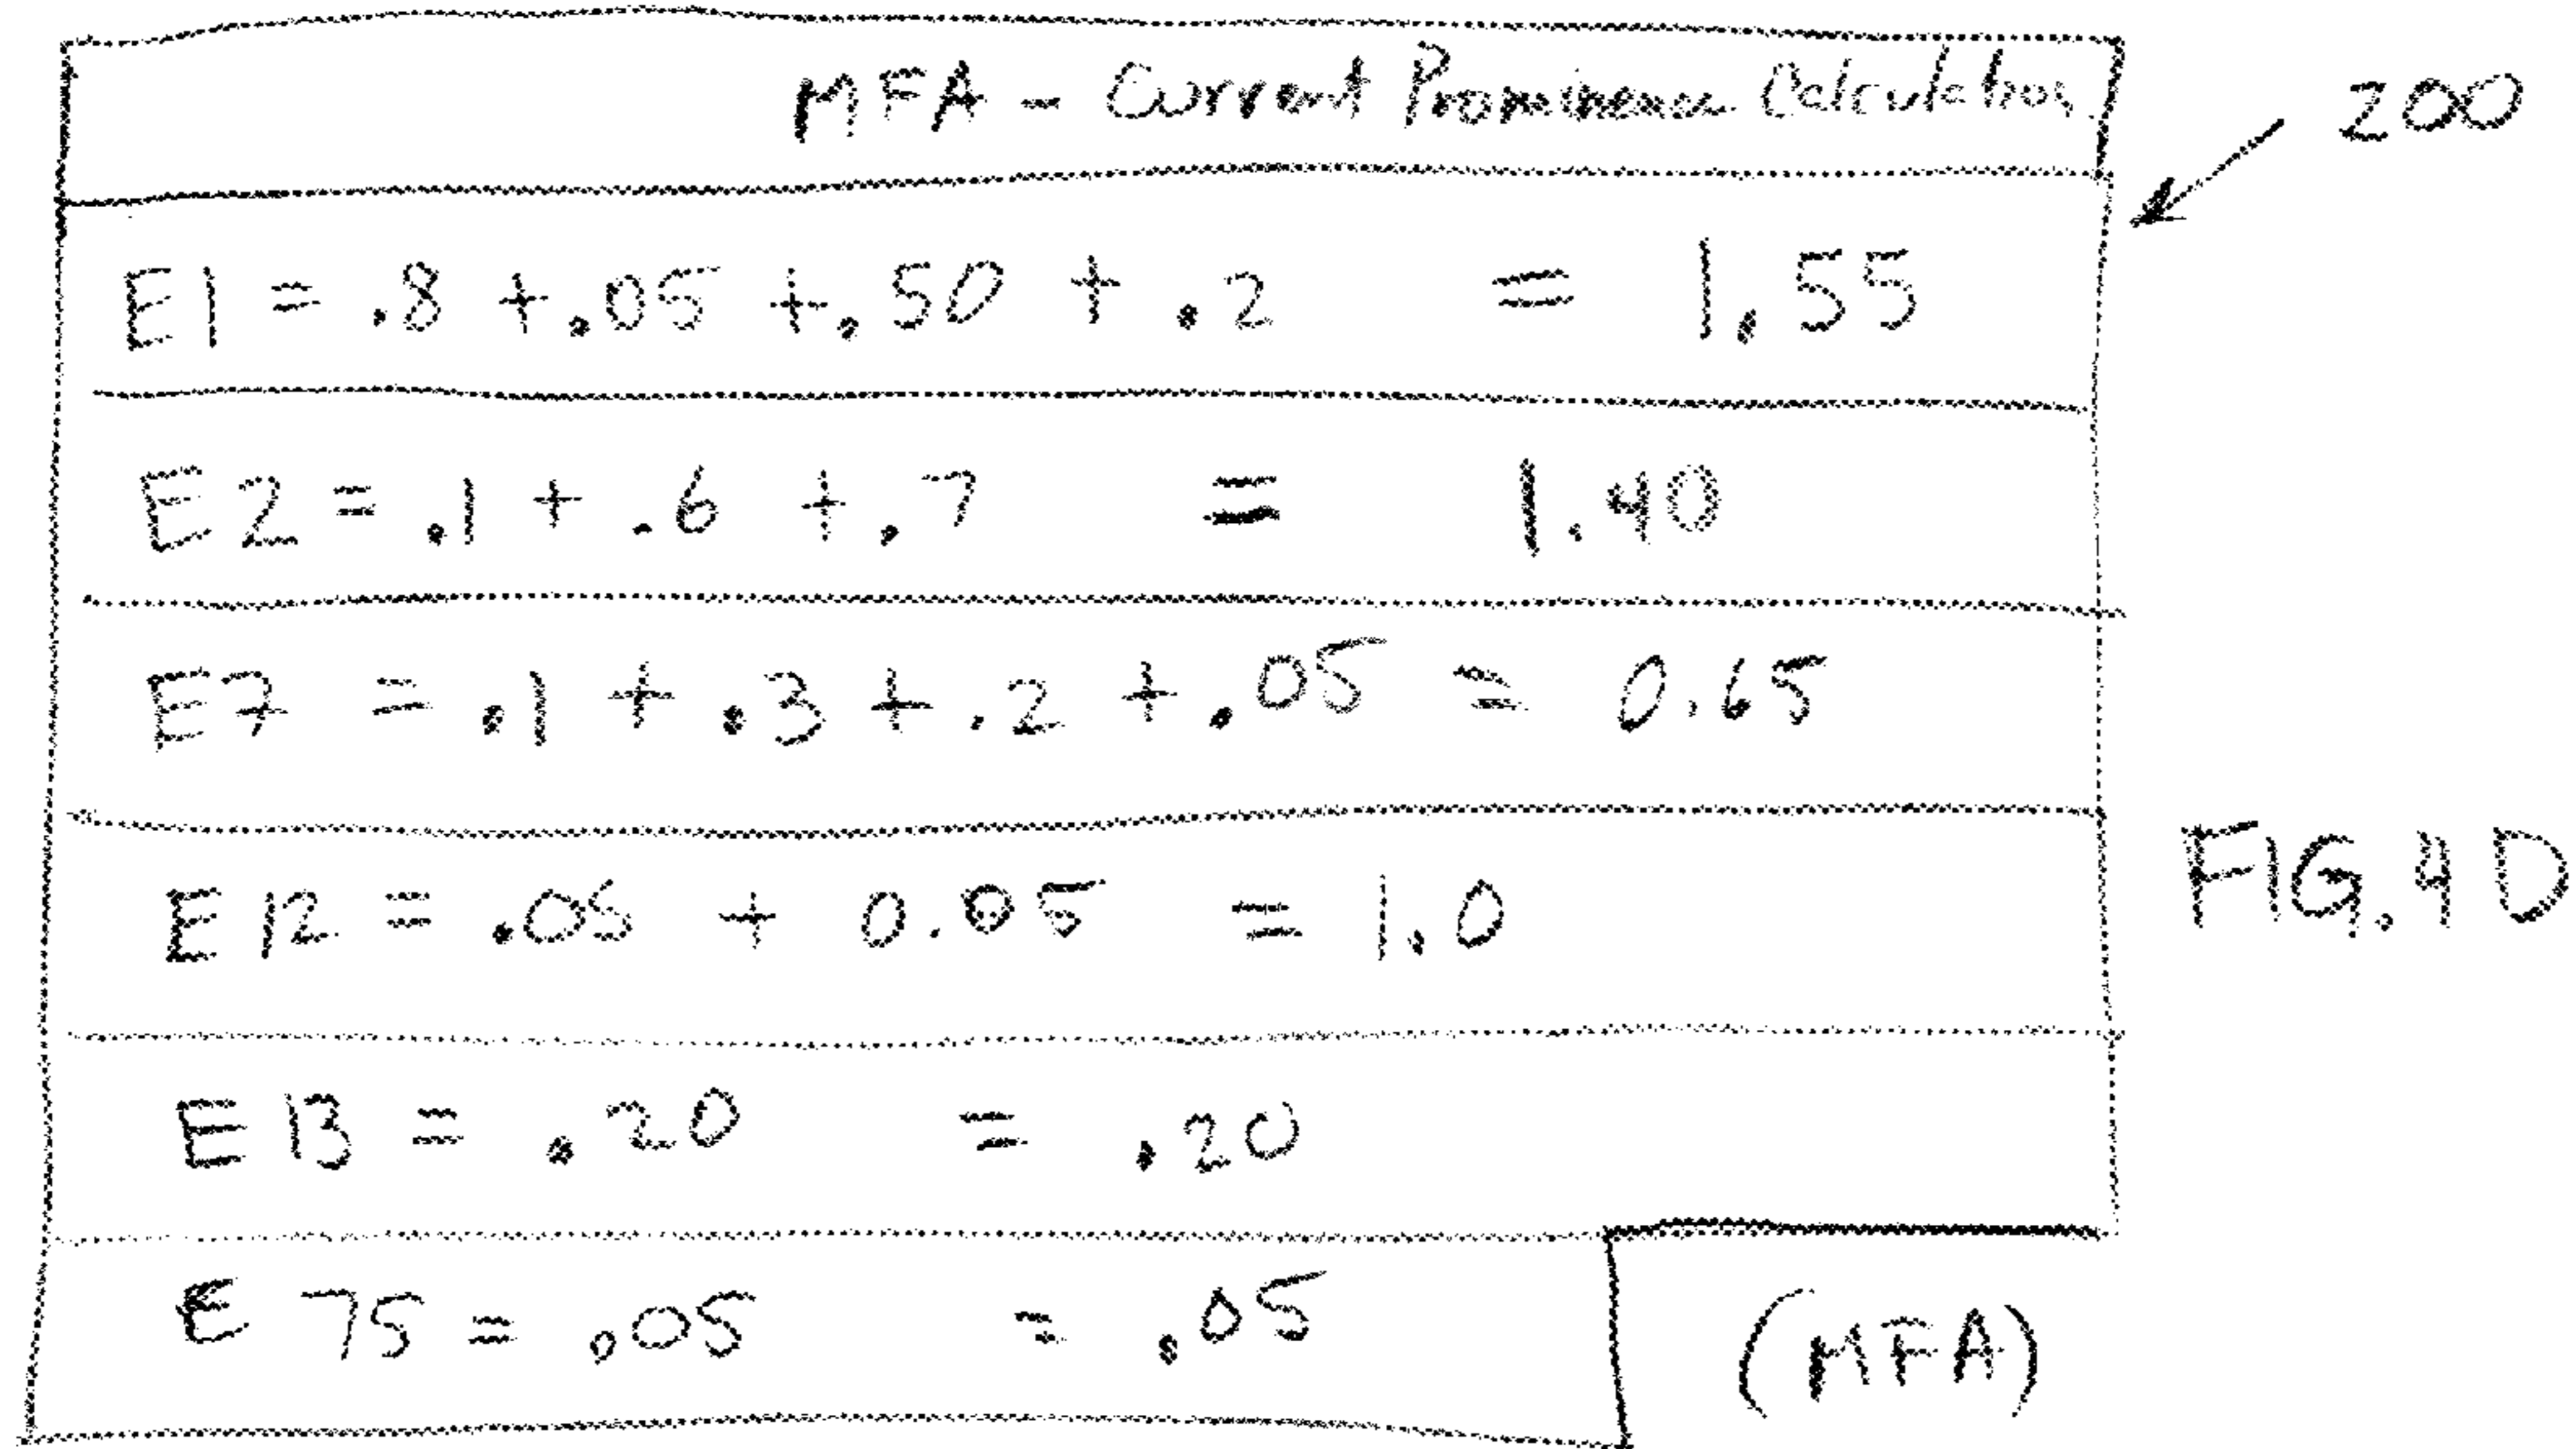 MFA - Current Prominence Calculation
200
E1 = .8 + .05 + .50 + .2 = 1.55
E2 = .1 + .6 + .7 = 1.40
E7 = .1 + .3 + .2 + .05 = 0.65
E12 = .05 + 0.05 = 1.0
FIG. 4D
E13 = .20 = .20
E75 = .05 = .05
(MFA)